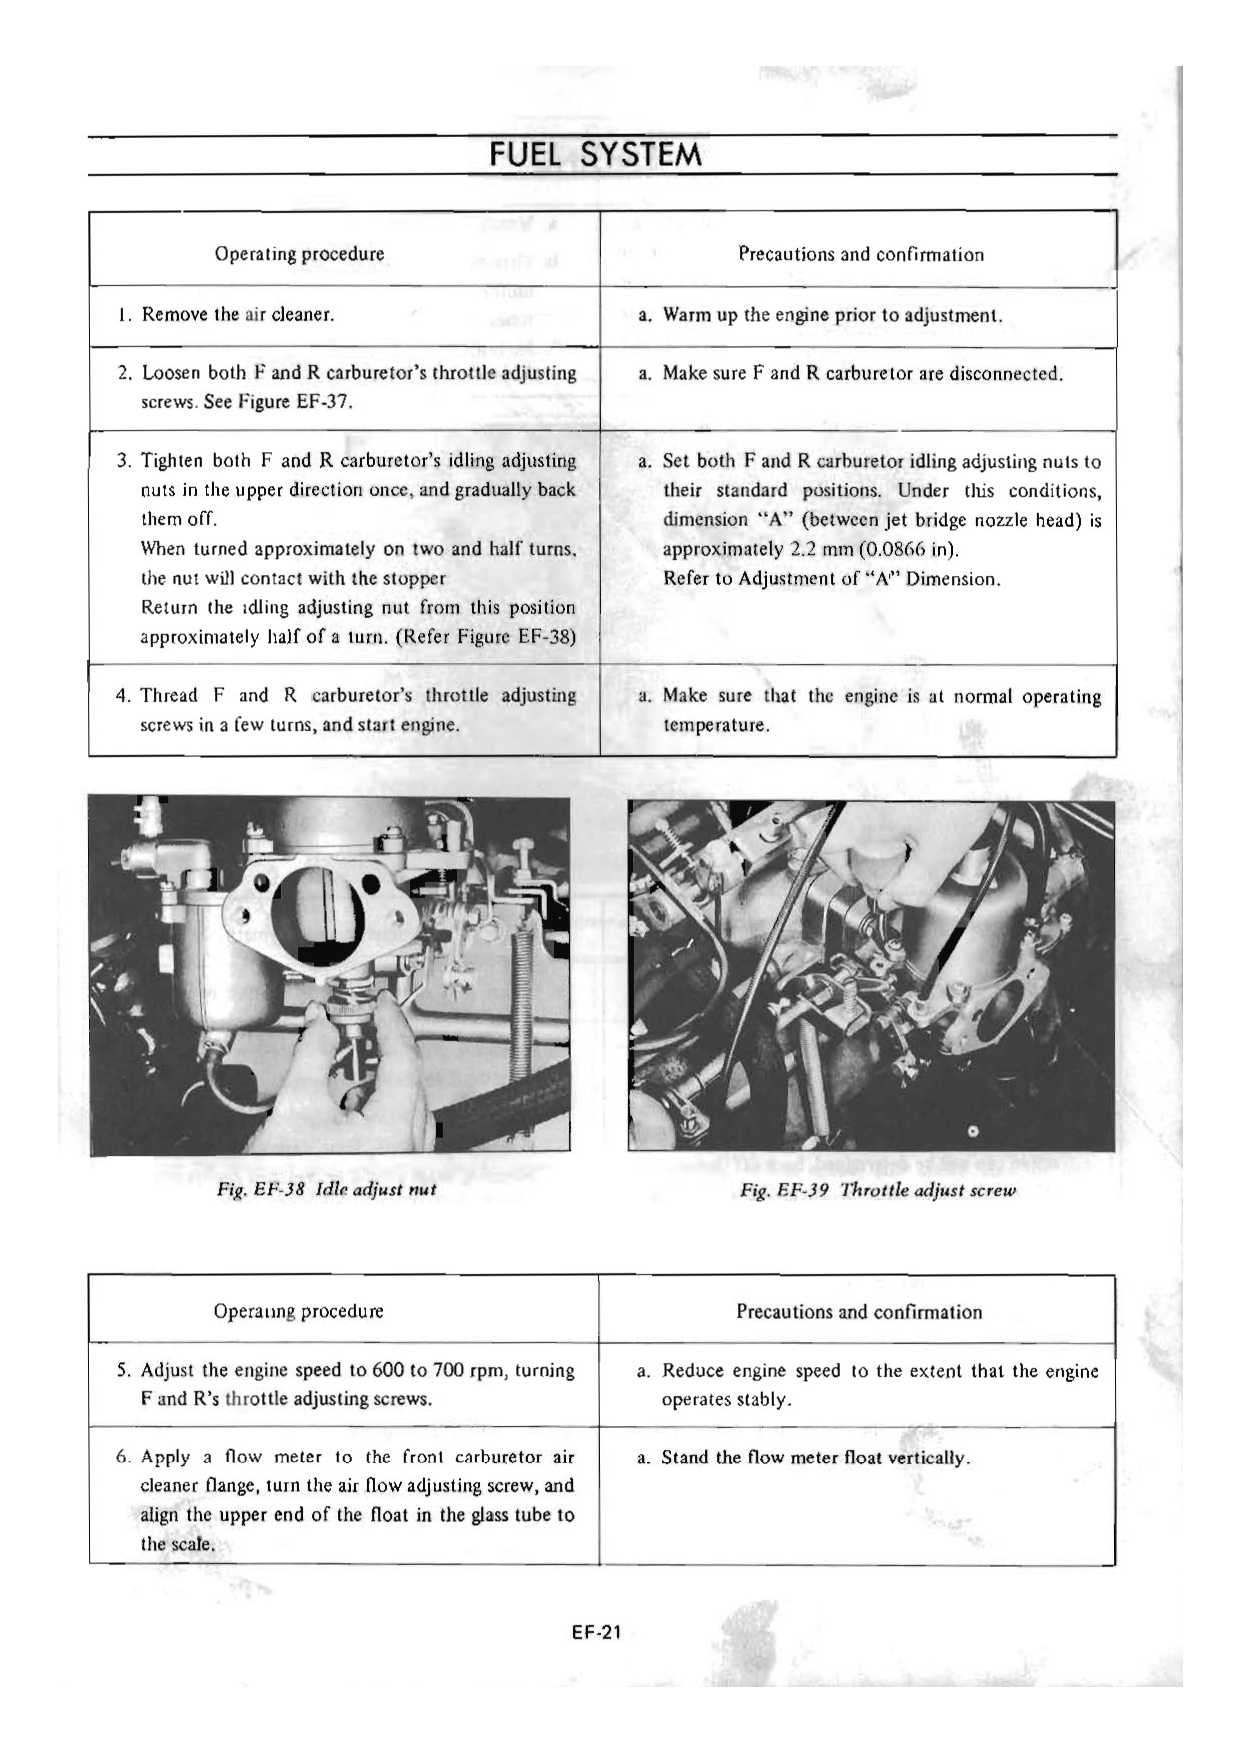 FUEL SYSTEM
Operating procedure
Precautions and confirmation
1. Remove the air cleaner.
a. Warm up the engine prior to adjustment.
2. Loosen both F and R carburetor's throttle adjusting
screws. See Figure EF-37.
a. Make sure F and R carburetor are disconnected.
3. Tighten both F and R carburetor's idling adjusting
nuts in the upper direction once, and gradually back
them off.
When turned approximately on two and half turns,
the nut will contact with the stopper
Return the idling adjusting nut from this position
approximately half of a turn. (Refer Figure EF-38)
a. Set both F and R carburetor idling adjusting nuts to
their standard positions. Under this conditions,
dimension "A" (between jet bridge nozzle head) is
approximately 2.2 mm (0.0866 in).
Refer to Adjustment of "A" Dimension.
4. Thread F and R carburetor's throttle adjusting
screws in a few turns, and start engine.
a. Make sure that the engine is at normal operating
temperature.
Fig. EF-38 Idle adjust nut
Fig. EF-39 Throttle adjust screw
Operating procedure
Precautions and confirmation
5. Adjust the engine speed to 600 to 700 rpm, turning
F and R's throttle adjusting screws.
a. Reduce engine speed to the extent that the engine
operates stably.
6. Apply a flow meter to the front carburetor air
cleaner flange, turn the air flow adjusting screw, and
align the upper end of the float in the glass tube to
the scale.
a. Stand the flow meter float vertically.
EF-21